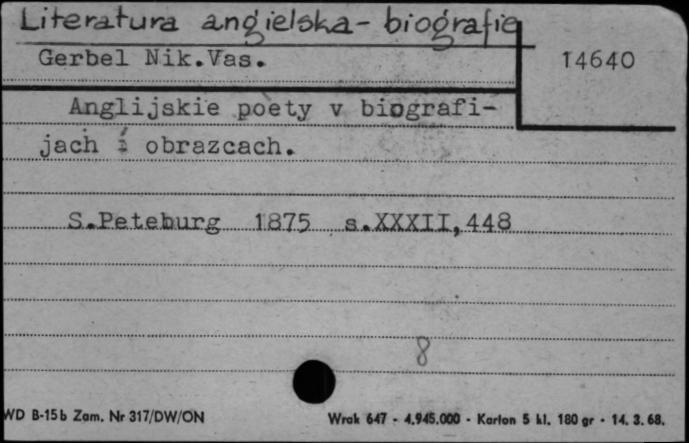 Literatura angielska - biografie
Gerbel Nik.Vas.
14640
Anglijskie poety v biografi-
jach i obrazcach.
S.Peteburg 1875 s.XXXII,448
8
WD B-15b Zam. Nr 317/DW/ON
Wrak 647 - 4.945.000 - Karton 5 kl. 180 gr - 14. 3. 68.